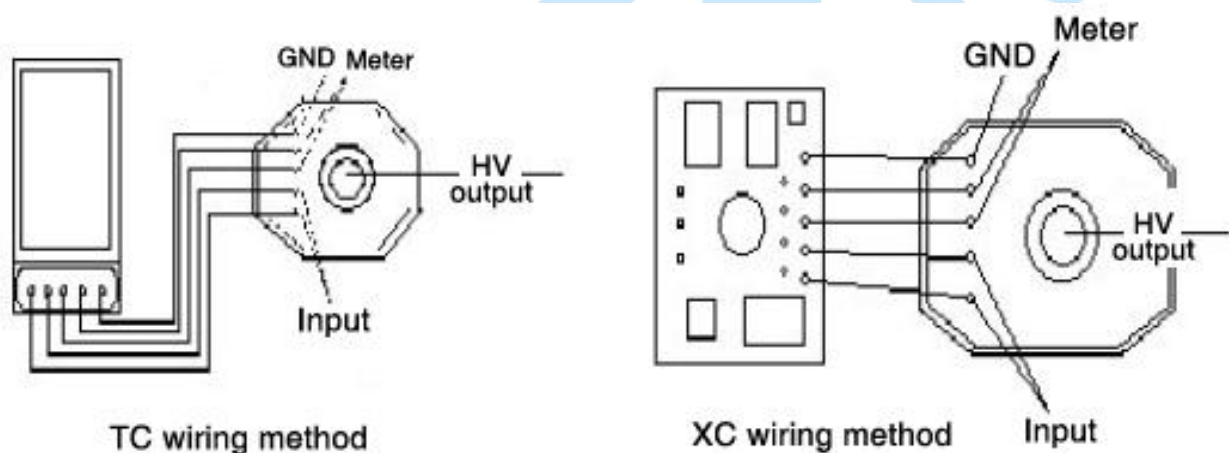 GND Meter
HV
output
Input
TC wiring method
Meter
GND
HV
output
Input
XC wiring method